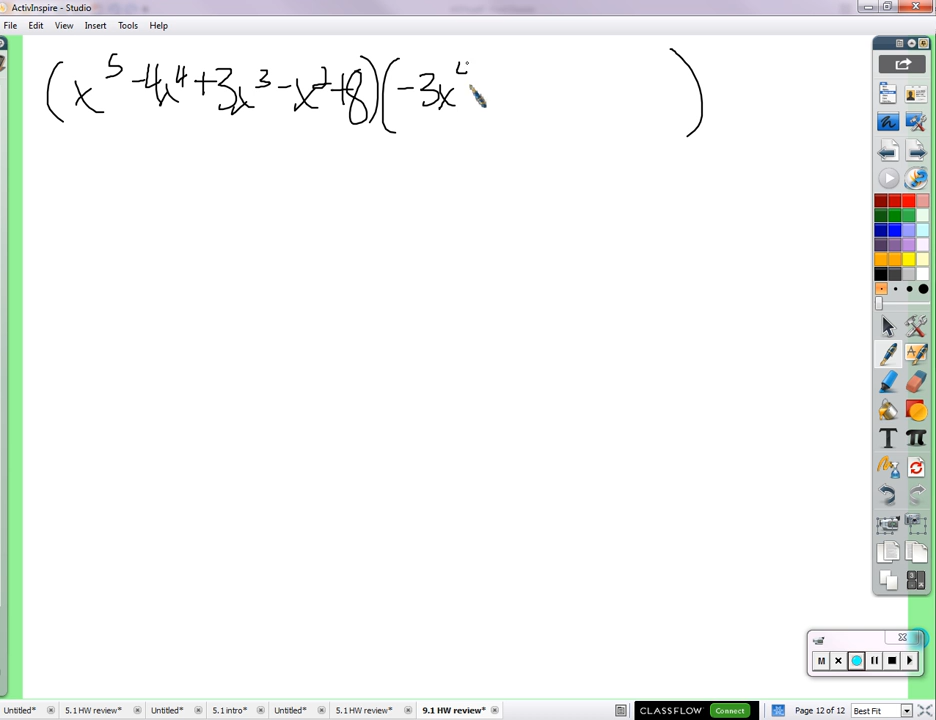 ActivInspire - Studio
File Edit View Insert Tools Help
(x⁵ -4x⁴ +3x³ -x² +8)(-3x )
T π
M
Untitled* 5.1 HW review* Untitled* 5.1 intro* Untitled* 5.1 HW review* 9.1 HW review* CLASSFLOW Connect Page 12 of 12 Best Fit